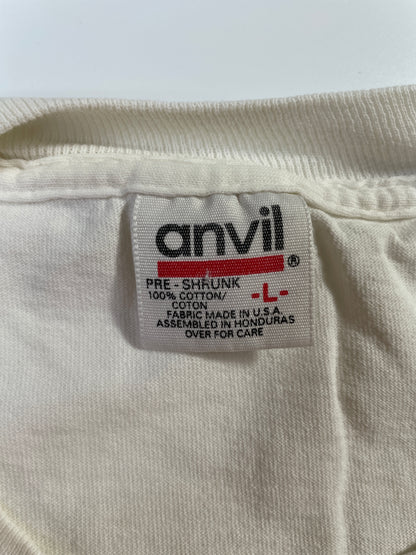 anvil
®
PRE-SHRUNK
100% COTTON/
COTON
-L-
FABRIC MADE IN U.S.A.
ASSEMBLED IN HONDURAS
OVER FOR CARE